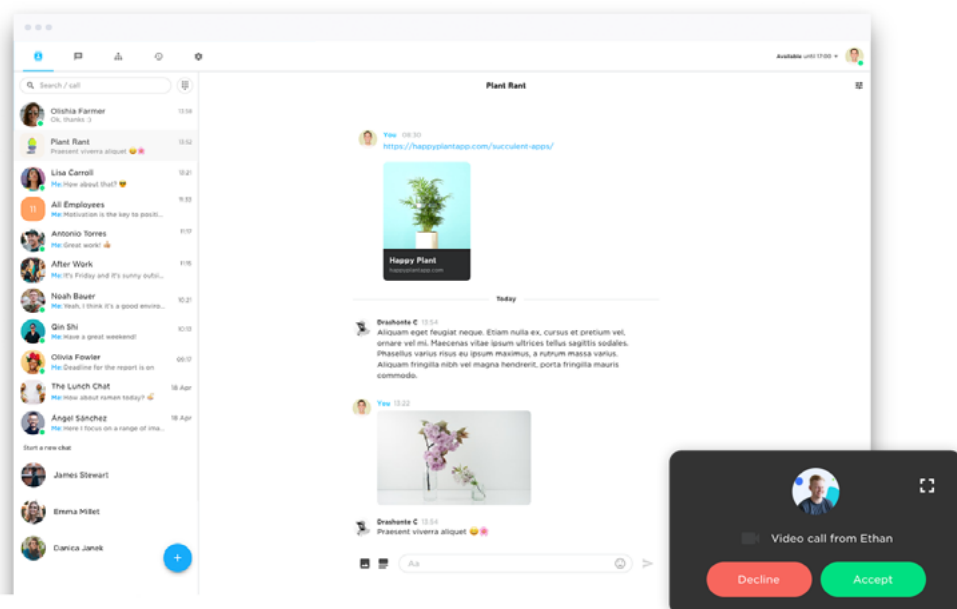 Available until 17:00
Search / call
Plant Rant
Olishia Farmer 13:54
Ok, thanks :)
Plant Rant 13:52
Praesent viverra aliquet 😄🌸
Lisa Carroll 13:21
Me: How about that? 😎
11
All Employees 11:33
Me: Motivation is the key to positi...
Antonio Torres 11:17
Me: Great work! 👍
After Work 11:15
Me: It's Friday and it's sunny outsi...
Noah Bauer 10:21
Me: Yeah, I think it's a good enviro...
Qin Shi 10:13
Me: Have a great weekend!
Olivia Fowler 09:17
Me: Deadline for the report is en
The Lunch Chat 18 Apr
Me: How about ramen today? 🍜
Ángel Sánchez 18 Apr
Me: Here I focus on a range of ima...
Start a new chat
James Stewart
Emma Millet
Danica Janek
+
You 08:30
https://happyplantapp.com/succulent-apps/
Happy Plant
happyplantapp.com
Today
Drashonte C 13:54
Aliquam eget feugiat neque. Etiam nulla ex, cursus et pretium vel,
ornare vel mi. Maecenas vitae ipsum ultrices tellus sagittis sodales.
Phasellus varius risus eu ipsum maximus, a rutrum massa varius.
Aliquam fringilla nibh vel magna hendrerit, porta fringilla mauris
commodo.
You 13:22
Drashonte C 13:54
Praesent viverra aliquet 😄🌸
Aa
Video call from Ethan
Decline
Accept